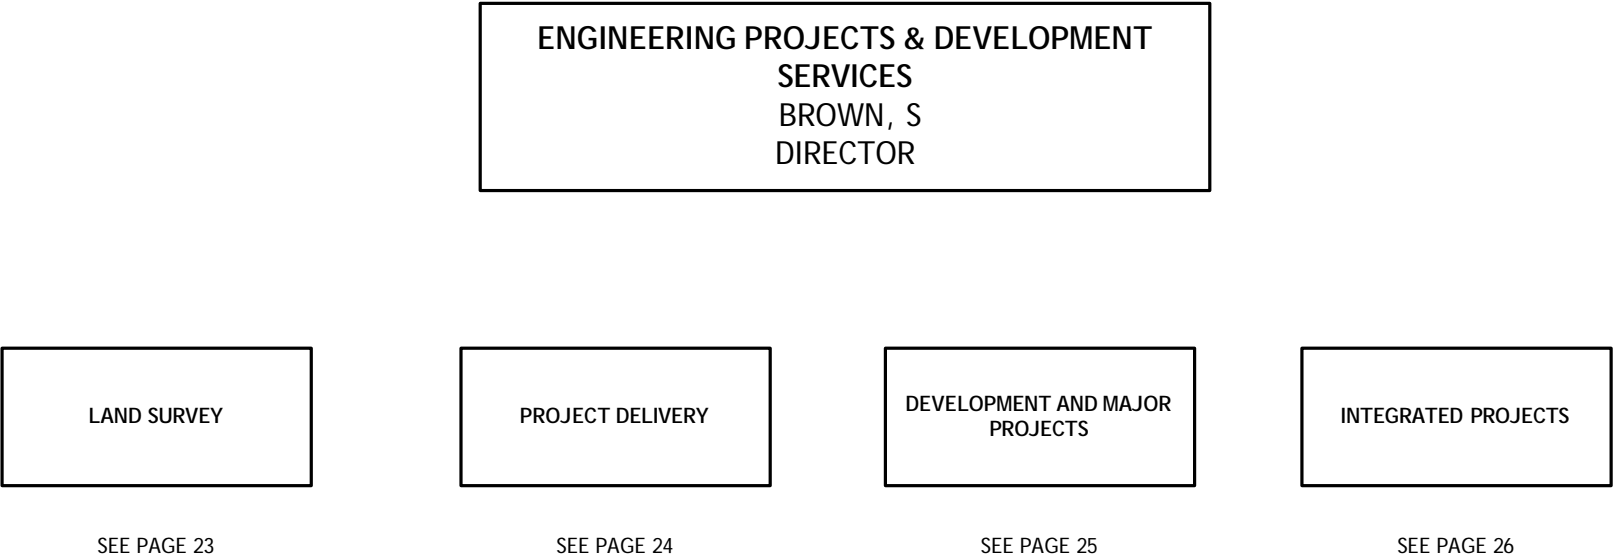 ENGINEERING PROJECTS & DEVELOPMENT
SERVICES
BROWN, S
DIRECTOR
LAND SURVEY
PROJECT DELIVERY
DEVELOPMENT AND MAJOR
PROJECTS
INTEGRATED PROJECTS
SEE PAGE 23
SEE PAGE 24
SEE PAGE 25
SEE PAGE 26